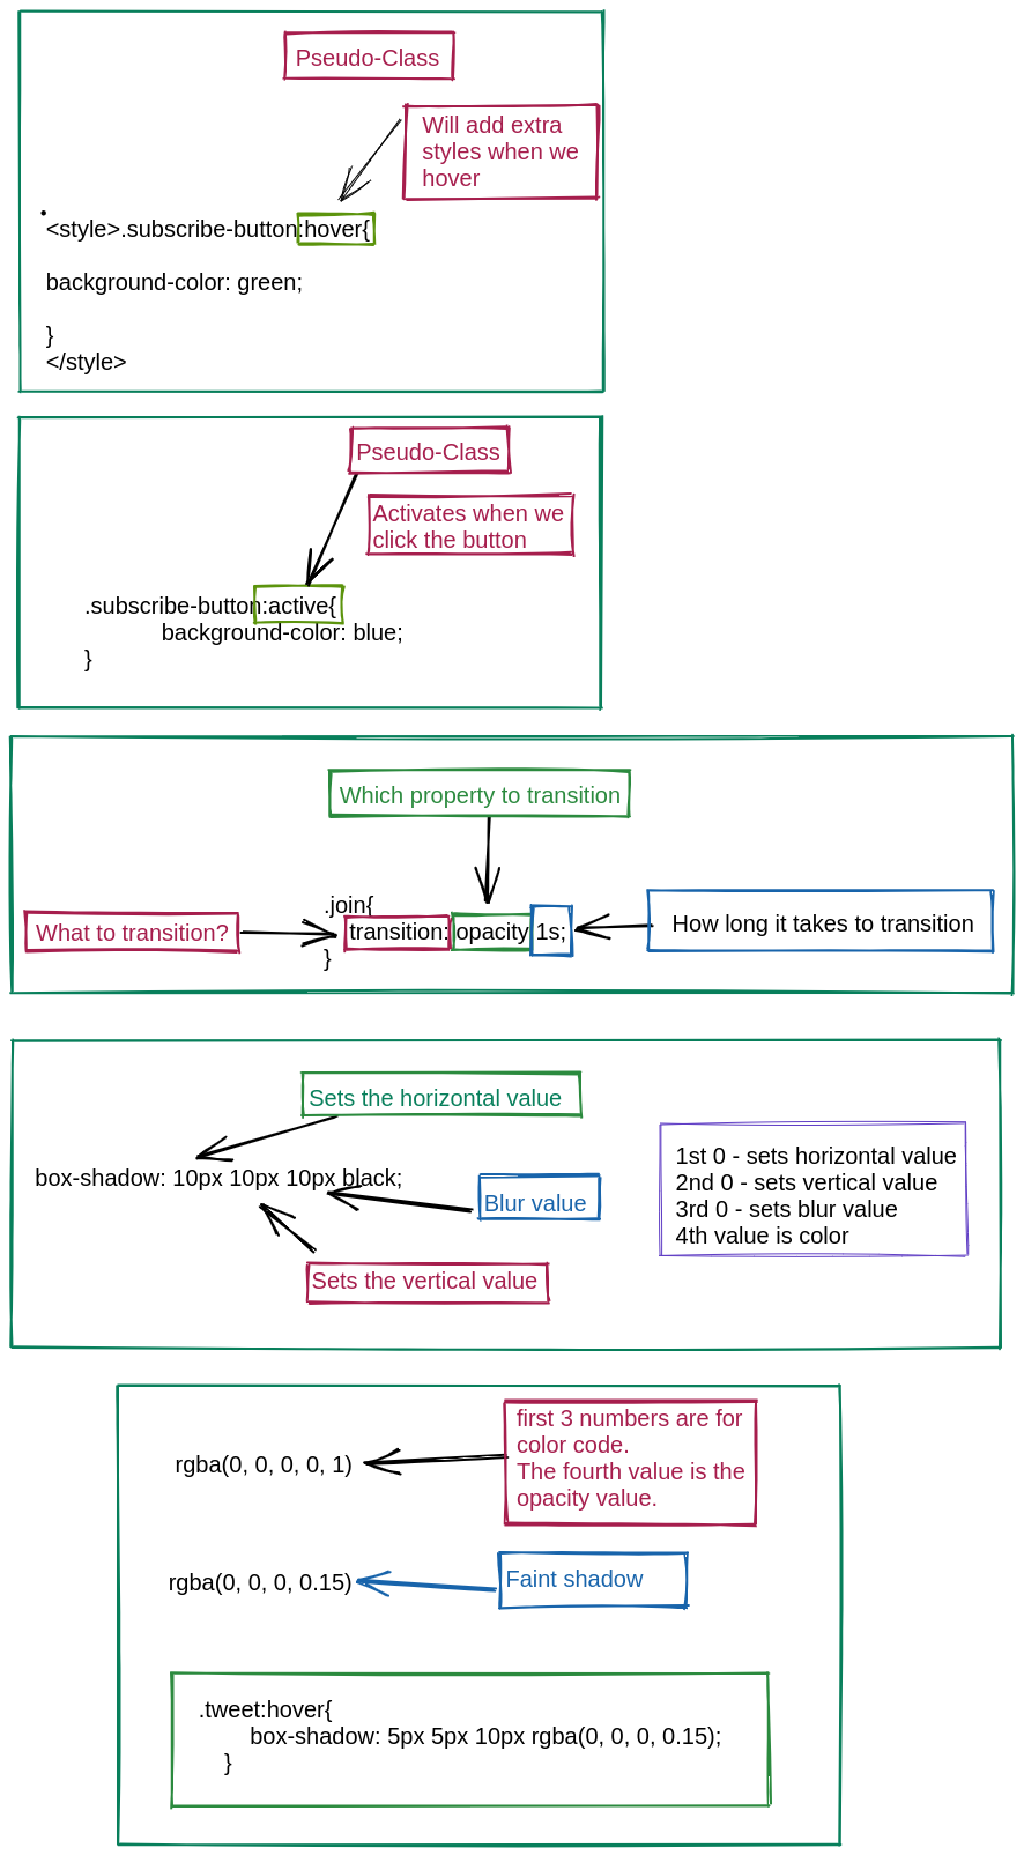 Pseudo-Class
Will add extra
styles when we
hover
<style>.subscribe-button:hover{
background-color: green;
}
</style>
Pseudo-Class
Activates when we
click the button
.subscribe-button:active{
background-color: blue;
}
Which property to transition
.join{
What to transition?
transition: opacity 1s;
How long it takes to transition
}
Sets the horizontal value
box-shadow: 10px 10px 10px black;
Blur value
Sets the vertical value
1st 0 - sets horizontal value
2nd 0 - sets vertical value
3rd 0 - sets blur value
4th value is color
first 3 numbers are for
color code.
The fourth value is the
opacity value.
rgba(0, 0, 0, 0, 1)
rgba(0, 0, 0, 0.15)
Faint shadow
.tweet:hover{
box-shadow: 5px 5px 10px rgba(0, 0, 0, 0.15);
}